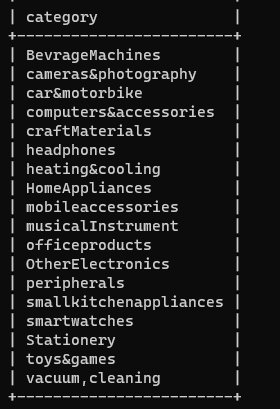 | category |
+------------------------+
| BevrageMachines |
| cameras&photography |
| car&motorbike |
| computers&accessories |
| craftMaterials |
| headphones |
| heating&cooling |
| HomeAppliances |
| mobileaccessories |
| musicalInstrument |
| officeproducts |
| OtherElectronics |
| peripherals |
| smallkitchenappliances |
| smartwatches |
| Stationery |
| toys&games |
| vacuum,cleaning |
+------------------------+